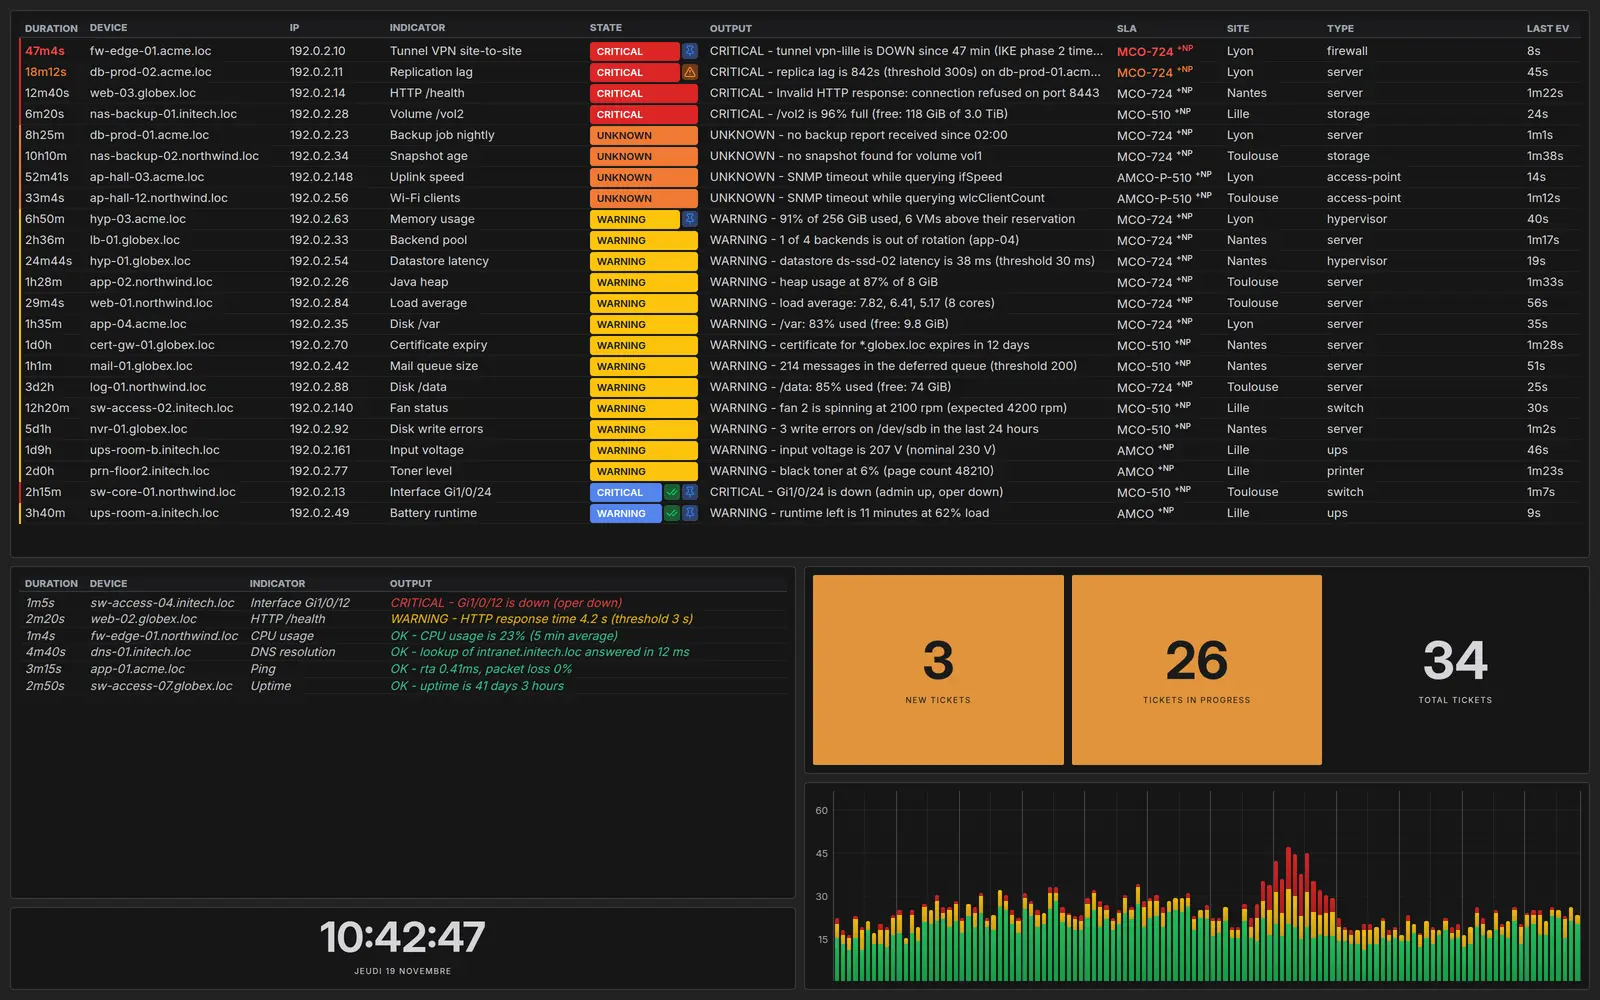 DURATION DEVICE IP INDICATOR STATE OUTPUT SLA SITE TYPE LAST EV
47m4s fw-edge-01.acme.loc 192.0.2.10 Tunnel VPN site-to-site CRITICAL CRITICAL - tunnel vpn-lille is DOWN since 47 min (IKE phase 2 time... MCO-724 +NP Lyon firewall 8s
18m12s db-prod-02.acme.loc 192.0.2.11 Replication lag CRITICAL CRITICAL - replica lag is 842s (threshold 300s) on db-prod-01.acm... MCO-724 +NP Lyon server 45s
12m40s web-03.globex.loc 192.0.2.14 HTTP /health CRITICAL CRITICAL - Invalid HTTP response: connection refused on port 8443 MCO-724 +NP Nantes server 1m22s
6m20s nas-backup-01.initech.loc 192.0.2.28 Volume /vol2 CRITICAL CRITICAL - /vol2 is 96% full (free: 118 GiB of 3.0 TiB) MCO-510 +NP Lille storage 24s
8h25m db-prod-01.acme.loc 192.0.2.23 Backup job nightly UNKNOWN UNKNOWN - no backup report received since 02:00 MCO-724 +NP Lyon server 1m1s
10h10m nas-backup-02.northwind.loc 192.0.2.34 Snapshot age UNKNOWN UNKNOWN - no snapshot found for volume vol1 MCO-724 +NP Toulouse storage 1m38s
52m41s ap-hall-03.acme.loc 192.0.2.148 Uplink speed UNKNOWN UNKNOWN - SNMP timeout while querying ifSpeed AMCO-P-510 +NP Lyon access-point 14s
33m4s ap-hall-12.northwind.loc 192.0.2.56 Wi-Fi clients UNKNOWN UNKNOWN - SNMP timeout while querying wlcClientCount AMCO-P-510 +NP Toulouse access-point 1m12s
6h50m hyp-03.acme.loc 192.0.2.63 Memory usage WARNING WARNING - 91% of 256 GiB used, 6 VMs above their reservation MCO-724 +NP Lyon hypervisor 40s
2h36m lb-01.globex.loc 192.0.2.33 Backend pool WARNING WARNING - 1 of 4 backends is out of rotation (app-04) MCO-724 +NP Nantes server 1m17s
24m44s hyp-01.globex.loc 192.0.2.54 Datastore latency WARNING WARNING - datastore ds-ssd-02 latency is 38 ms (threshold 30 ms) MCO-724 +NP Nantes hypervisor 19s
1h28m app-02.northwind.loc 192.0.2.26 Java heap WARNING WARNING - heap usage at 87% of 8 GiB MCO-724 +NP Toulouse server 1m33s
29m4s web-01.northwind.loc 192.0.2.84 Load average WARNING WARNING - load average: 7.82, 6.41, 5.17 (8 cores) MCO-724 +NP Toulouse server 56s
1h35m app-04.acme.loc 192.0.2.35 Disk /var WARNING WARNING - /var: 83% used (free: 9.8 GiB) MCO-724 +NP Lyon server 35s
1d0h cert-gw-01.globex.loc 192.0.2.70 Certificate expiry WARNING WARNING - certificate for *.globex.loc expires in 12 days MCO-510 +NP Nantes server 1m28s
1h1m mail-01.globex.loc 192.0.2.42 Mail queue size WARNING WARNING - 214 messages in the deferred queue (threshold 200) MCO-510 +NP Nantes server 51s
3d2h log-01.northwind.loc 192.0.2.88 Disk /data WARNING WARNING - /data: 85% used (free: 74 GiB) MCO-724 +NP Toulouse server 25s
12h20m sw-access-02.initech.loc 192.0.2.140 Fan status WARNING WARNING - fan 2 is spinning at 2100 rpm (expected 4200 rpm) MCO-510 +NP Lille switch 30s
5d1h nvr-01.globex.loc 192.0.2.92 Disk write errors WARNING WARNING - 3 write errors on /dev/sdb in the last 24 hours MCO-510 +NP Nantes server 1m2s
1d9h ups-room-b.initech.loc 192.0.2.161 Input voltage WARNING WARNING - input voltage is 207 V (nominal 230 V) AMCO +NP Lille ups 46s
2d0h prn-floor2.initech.loc 192.0.2.77 Toner level WARNING WARNING - black toner at 6% (page count 48210) AMCO +NP Lille printer 1m23s
2h15m sw-core-01.northwind.loc 192.0.2.13 Interface Gi1/0/24 CRITICAL CRITICAL - Gi1/0/24 is down (admin up, oper down) MCO-510 +NP Toulouse switch 1m7s
3h40m ups-room-a.initech.loc 192.0.2.49 Battery runtime WARNING WARNING - runtime left is 11 minutes at 62% load AMCO +NP Lille ups 9s
DURATION DEVICE INDICATOR OUTPUT
1m5s sw-access-04.initech.loc Interface Gi1/0/12 CRITICAL - Gi1/0/12 is down (oper down)
2m20s web-02.globex.loc HTTP /health WARNING - HTTP response time 4.2 s (threshold 3 s)
1m4s fw-edge-01.northwind.loc CPU usage OK - CPU usage is 23% (5 min average)
4m40s dns-01.initech.loc DNS resolution OK - lookup of intranet.initech.loc answered in 12 ms
3m15s app-01.acme.loc Ping OK - rta 0.41ms, packet loss 0%
2m50s sw-access-07.globex.loc Uptime OK - uptime is 41 days 3 hours
10:42:47
JEUDI 19 NOVEMBRE
3 26 34
NEW TICKETS TICKETS IN PROGRESS TOTAL TICKETS
60
45
30
15